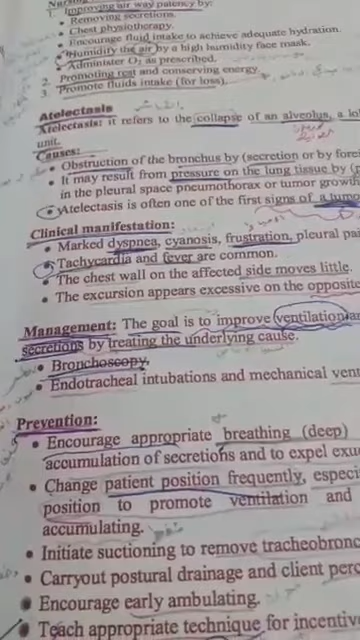 1. Improving air way patency by:
• Removing secretions.
• Chest physiotherapy.
• Encourage fluid intake to achieve adequate hydration.
• Humidify the air by a high humidity face mask.
• Administer O₂ as prescribed.
2. Promoting rest and conserving energy.
3. Promote fluids intake (for loss).
Atelectasis
Atelectasis: it refers to the collapse of an alveolus, a lo
unit.
Causes:
• Obstruction of the bronchus by (secretion or by forei
• It may result from pressure on the lung tissue by (p
in the pleural space pneumothorax or tumor growth
• Atelectasis is often one of the first signs of a tumo
Clinical manifestation:
• Marked dyspnea, cyanosis, frustration, pleural pai
• Tachycardia and fever are common.
• The chest wall on the affected side moves little.
• The excursion appears excessive on the opposite
Management: The goal is to improve ventilation an
secretions by treating the underlying cause.
• Bronchoscopy.
• Endotracheal intubations and mechanical vent
Prevention:
• Encourage appropriate breathing (deep)
accumulation of secretions and to expel exu
• Change patient position frequently, especi
position to promote ventilation and
accumulating.
• Initiate suctioning to remove tracheobronc
• Carryout postural drainage and client perc
• Encourage early ambulating.
• Teach appropriate technique for incentiv